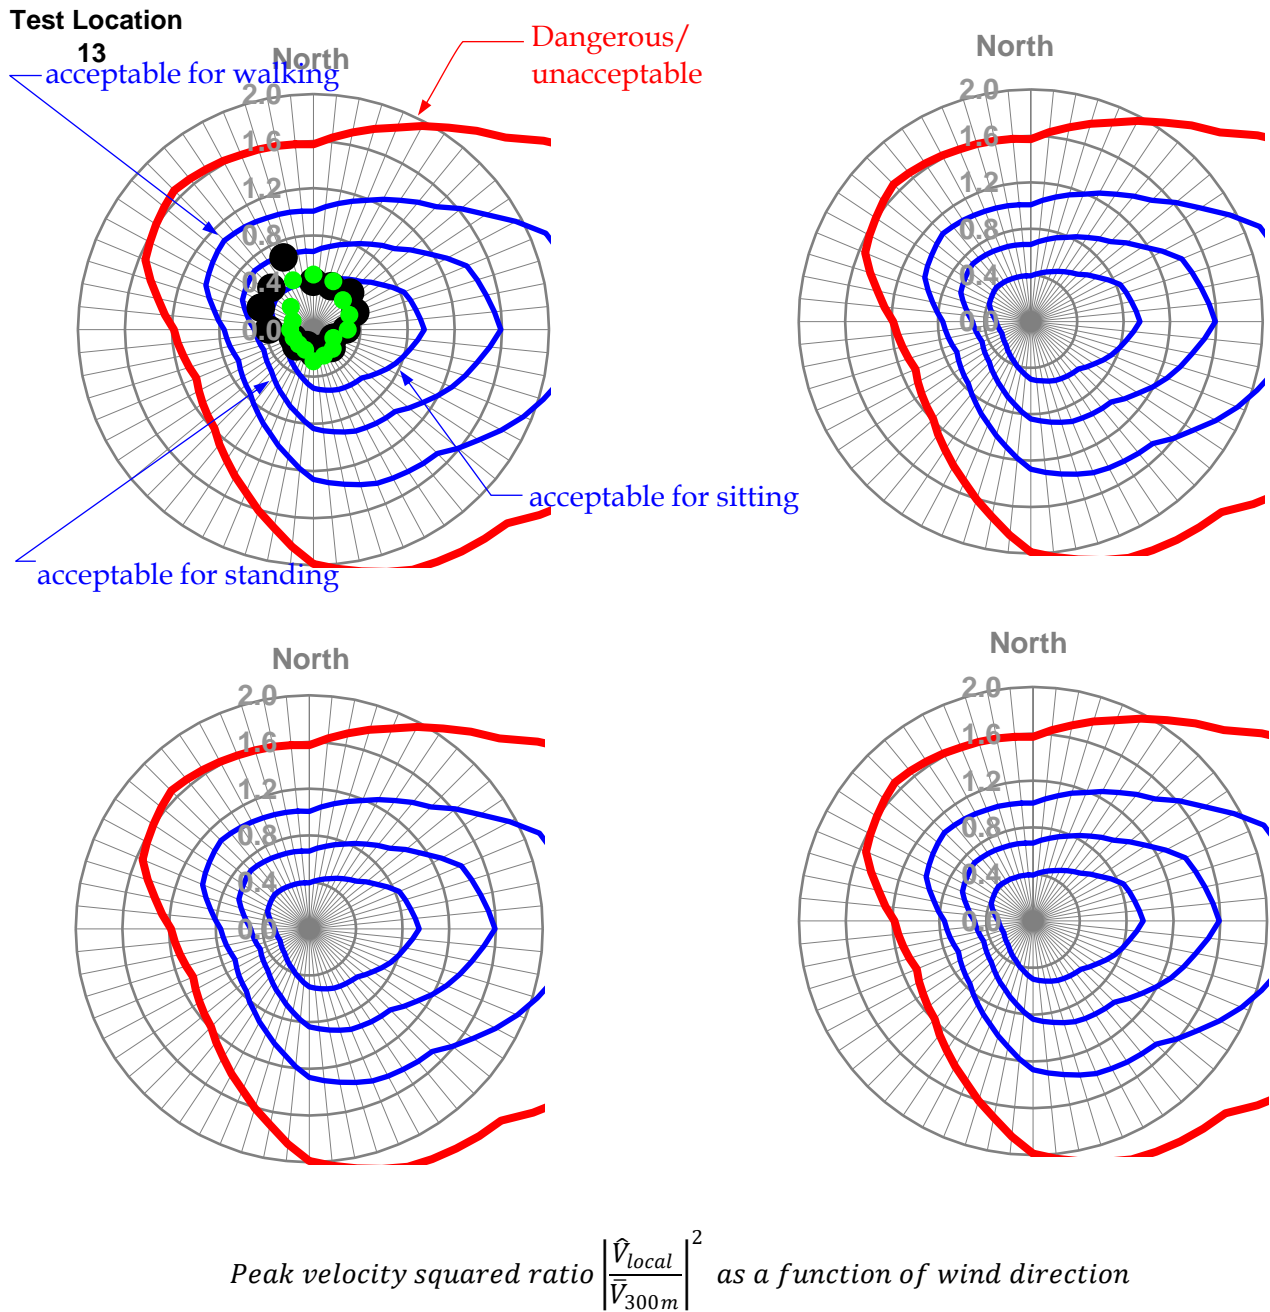 Test Location
13
North
acceptable for walking
Dangerous/
unacceptable
2.0
1.6
1.2
0.8
0.4
0.0
acceptable for sitting
acceptable for standing
North
2.0
1.6
1.2
0.8
0.4
0.0
North
2.0
1.6
1.2
0.8
0.4
0.0
North
2.0
1.6
1.2
0.8
0.4
0.0
Peak velocity squared ratio |V̂local / V̄300m|² as a function of wind direction